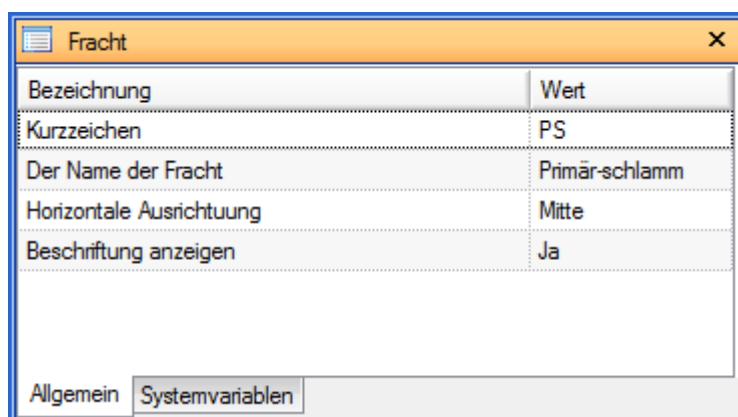 Fracht
Bezeichnung Wert
Kurzzeichen PS
Der Name der Fracht Primär-schlamm
Horizontale Ausrichtuung Mitte
Beschriftung anzeigen Ja
Allgemein Systemvariablen